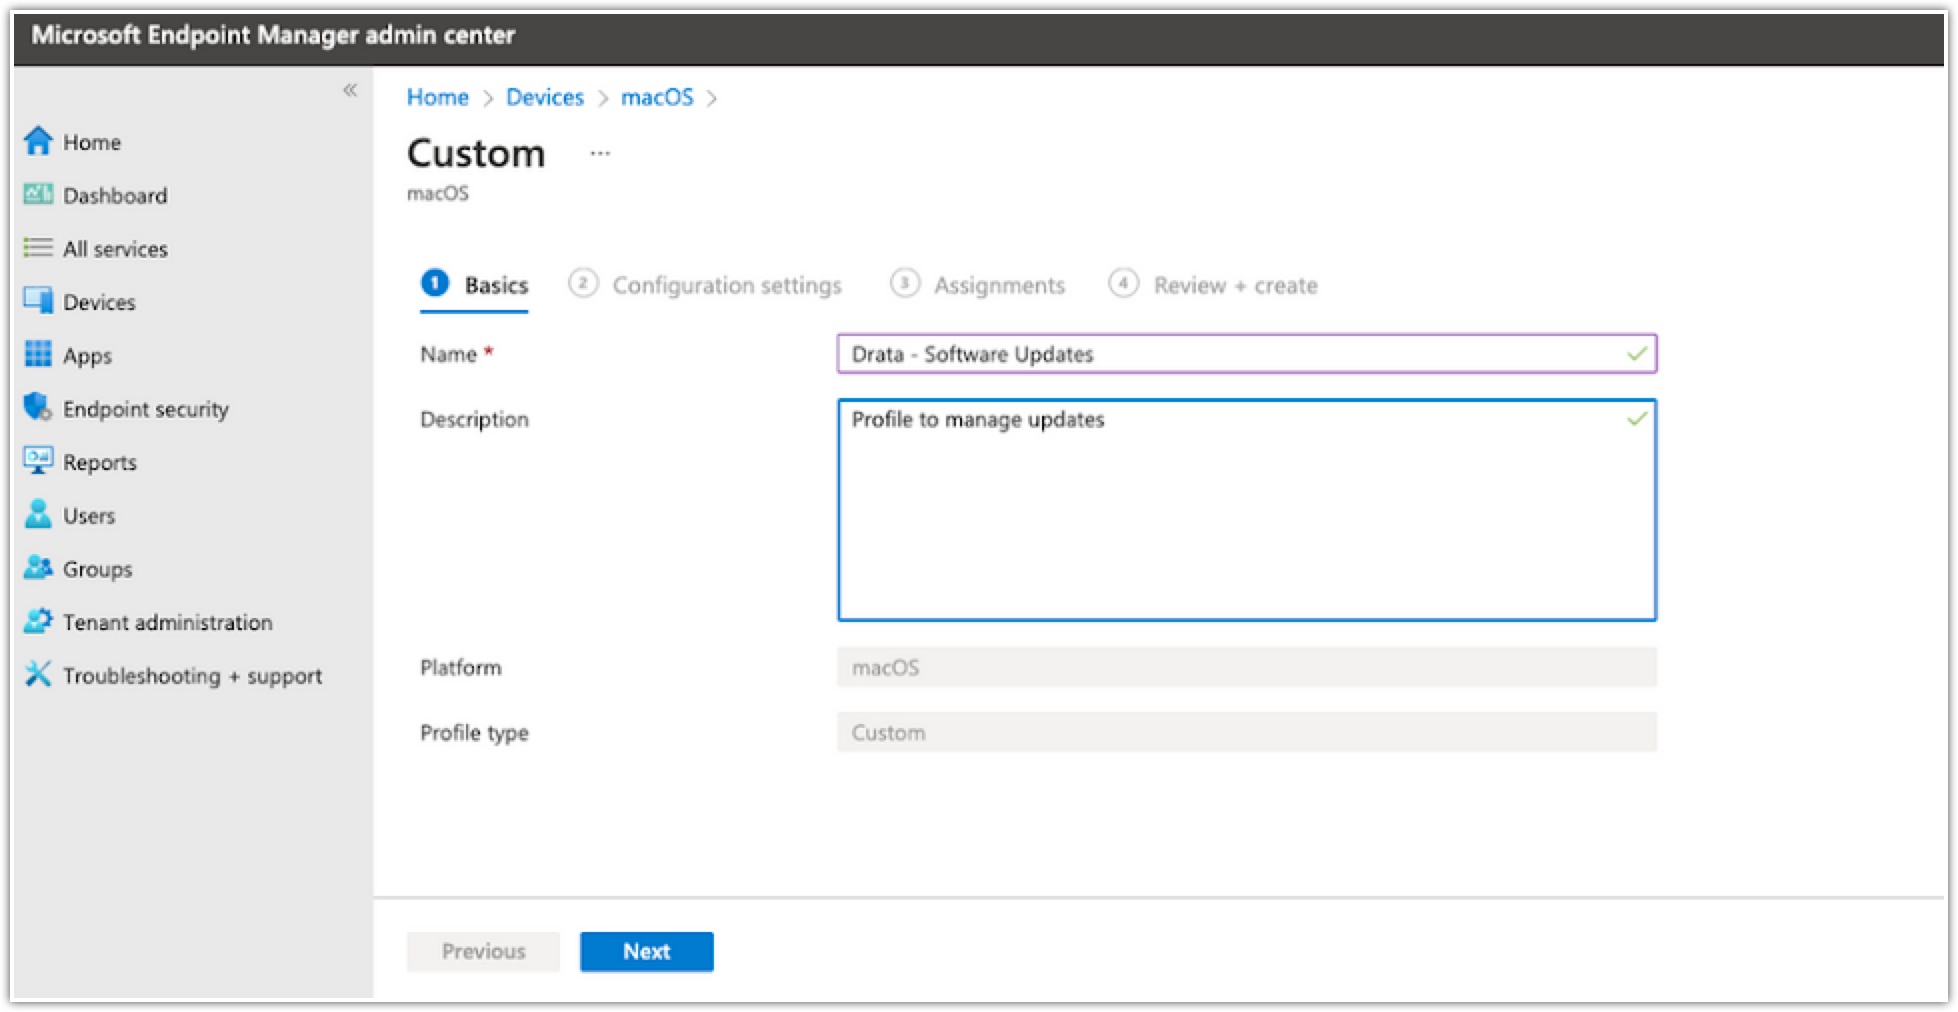 Microsoft Endpoint Manager admin center
«
Home
Dashboard
All services
Devices
Apps
Endpoint security
Reports
Users
Groups
Tenant administration
Troubleshooting + support
Home > Devices > macOS >
Custom ...
macOS
1 Basics 2 Configuration settings 3 Assignments 4 Review + create
Name * Drata - Software Updates
Description Profile to manage updates
Platform macOS
Profile type Custom
Previous Next